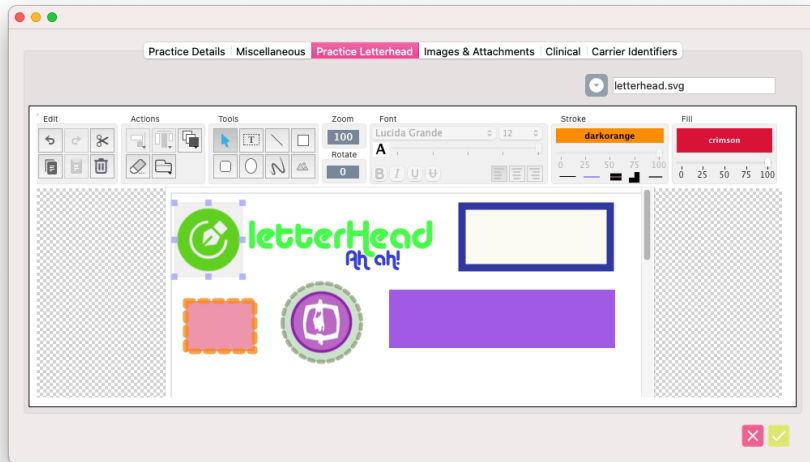 Practice Details Miscellaneous Practice Letterhead Images & Attachments Clinical Carrier Identifiers
letterhead.svg
Edit Actions Tools Zoom Font Stroke Fill
100
Lucida Grande 12
darkorange
crimson
Rotate
A
0
B I U U
0 25 50 75 100
0 25 50 75 100
letterHead
Ah ah!